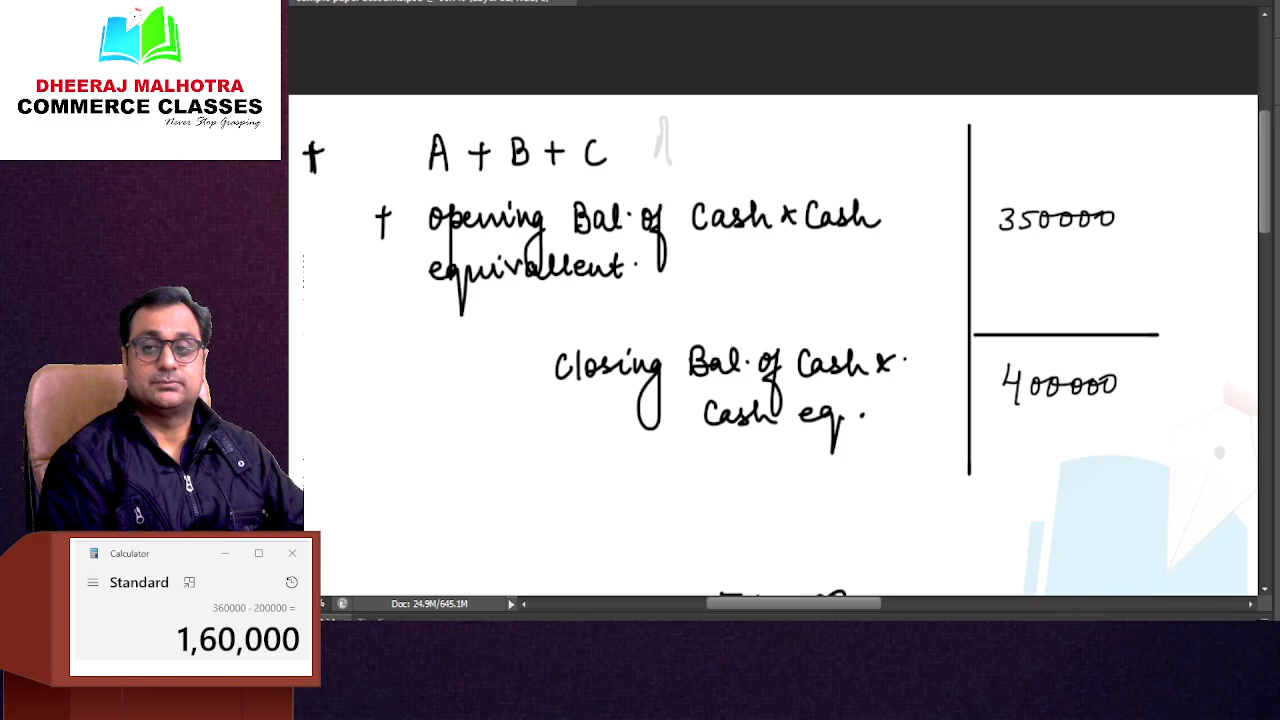 DHEERAJ MALHOTRA
COMMERCE CLASSES
Never Stop Grasping
+ A + B + C
+ opening Bal. of Cash x Cash 350000
equivallent.
closing Bal. of Cash x. 400000
Cash eq.
Calculator
Standard
360000 - 200000 =
1,60,000
%
Doc: 24.9M/645.1M